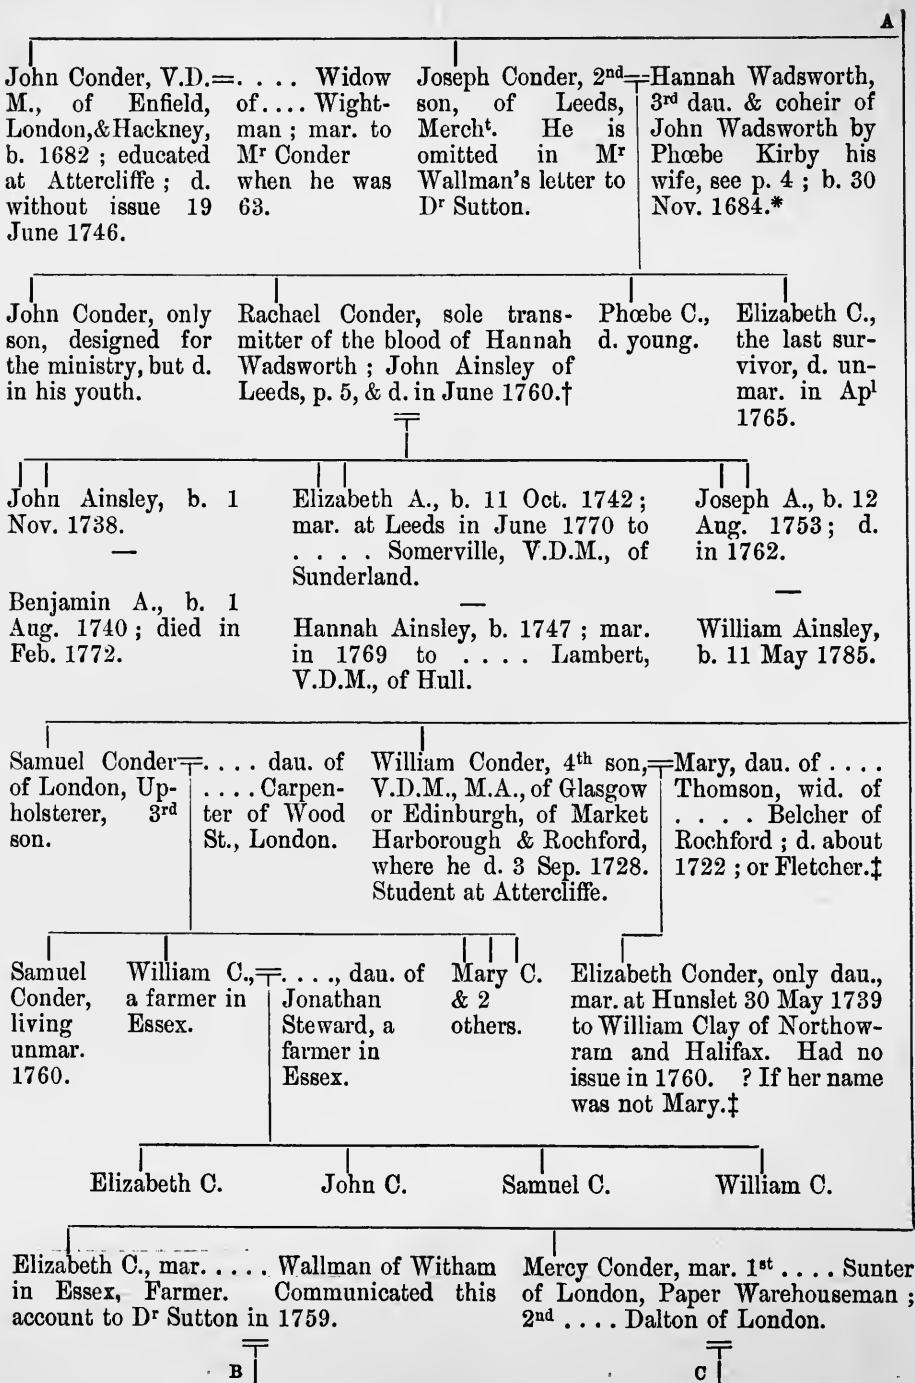 A
John Conder, V.D.=. . . . Widow
M., of Enfield, of.... Wight-
London,&Hackney, man ; mar. to
b. 1682 ; educated Mr Conder
at Attercliffe ; d. when he was
without issue 19 63.
June 1746.
Joseph Conder, 2nd=Hannah Wadsworth,
son, of Leeds, 3rd dau. & coheir of
Mercht. He is John Wadsworth by
omitted in Mr Phœbe Kirby his
Wallman's letter to wife, see p. 4 ; b. 30
Dr Sutton. Nov. 1684.*
John Conder, only
son, designed for
the ministry, but d.
in his youth.
Rachael Conder, sole trans-
mitter of the blood of Hannah
Wadsworth ; John Ainsley of
Leeds, p. 5, & d. in June 1760.†
Phœbe C.,
d. young.
Elizabeth C.,
the last sur-
vivor, d. un-
mar. in Apl
1765.
John Ainsley, b. 1
Nov. 1738.
—
Benjamin A., b. 1
Aug. 1740 ; died in
Feb. 1772.
Elizabeth A., b. 11 Oct. 1742 ;
mar. at Leeds in June 1770 to
. . . . Somerville, V.D.M., of
Sunderland.
—
Hannah Ainsley, b. 1747 ; mar.
in 1769 to . . . . Lambert,
V.D.M., of Hull.
Joseph A., b. 12
Aug. 1753 ; d.
in 1762.
—
William Ainsley,
b. 11 May 1785.
Samuel Conder=. . . . dau. of
of London, Up- . . . . Carpen-
holsterer, 3rd ter of Wood
son. St., London.
William Conder, 4th son,=Mary, dau. of . . . .
V.D.M., M.A., of Glasgow Thomson, wid. of
or Edinburgh, of Market . . . . Belcher of
Harborough & Rochford, Rochford ; d. about
where he d. 3 Sep. 1728. 1722 ; or Fletcher.‡
Student at Attercliffe.
Samuel
Conder,
living
unmar.
1760.
William C.,=. . . ., dau. of
a farmer in Jonathan
Essex. Steward, a
farmer in
Essex.
Mary C.
& 2
others.
Elizabeth Conder, only dau.,
mar. at Hunslet 30 May 1739
to William Clay of Northow-
ram and Halifax. Had no
issue in 1760. ? If her name
was not Mary.‡
Elizabeth C. John C. Samuel C. William C.
Elizabeth C., mar. . . . . Wallman of Witham
in Essex, Farmer. Communicated this
account to Dr Sutton in 1759.
Mercy Conder, mar. 1st . . . . Sunter
of London, Paper Warehouseman ;
2nd . . . . Dalton of London.
B C